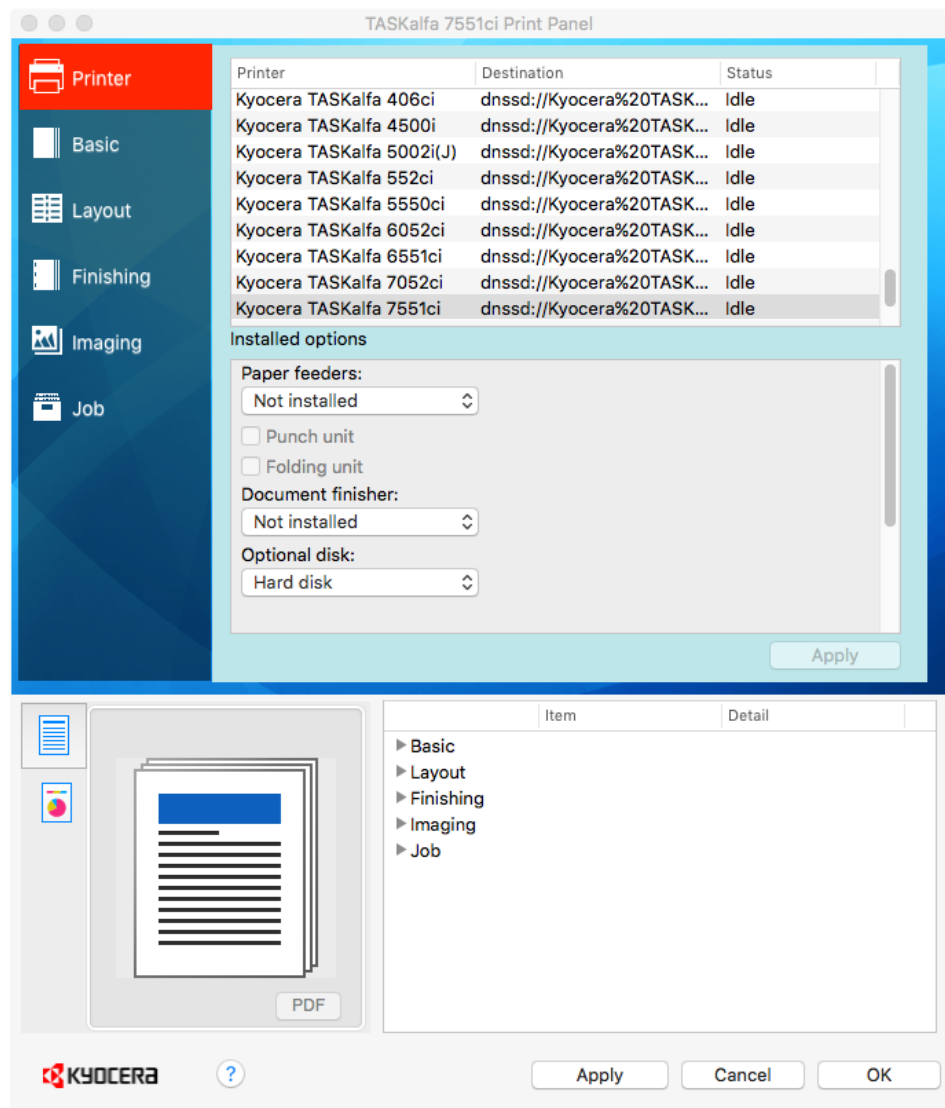 TASKalfa 7551ci Print Panel
Printer
Basic
Layout
Finishing
Imaging
Job
Printer Destination Status
Kyocera TASKalfa 406ci dnssd://Kyocera%20TASK... Idle
Kyocera TASKalfa 4500i dnssd://Kyocera%20TASK... Idle
Kyocera TASKalfa 5002i(J) dnssd://Kyocera%20TASK... Idle
Kyocera TASKalfa 552ci dnssd://Kyocera%20TASK... Idle
Kyocera TASKalfa 5550ci dnssd://Kyocera%20TASK... Idle
Kyocera TASKalfa 6052ci dnssd://Kyocera%20TASK... Idle
Kyocera TASKalfa 6551ci dnssd://Kyocera%20TASK... Idle
Kyocera TASKalfa 7052ci dnssd://Kyocera%20TASK... Idle
Kyocera TASKalfa 7551ci dnssd://Kyocera%20TASK... Idle
Installed options
Paper feeders:
Not installed
Punch unit
Folding unit
Document finisher:
Not installed
Optional disk:
Hard disk
Apply
PDF
Item Detail
Basic
Layout
Finishing
Imaging
Job
KYOCERA
?
Apply Cancel OK